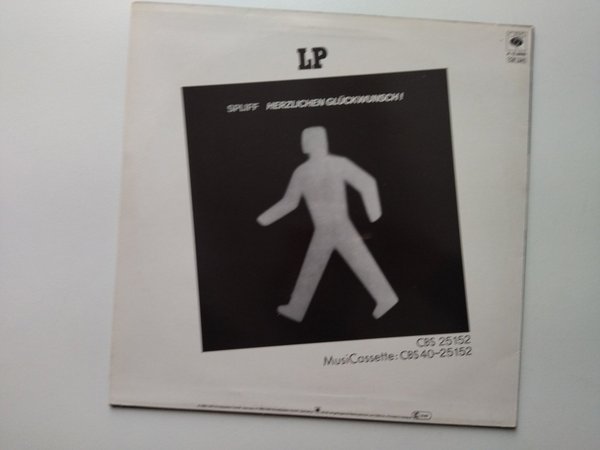 LP
SPLIFF HERZLICHEN GLÜCKWUNSCH!
CBS 25152
MusiCassette: CBS 40-25152